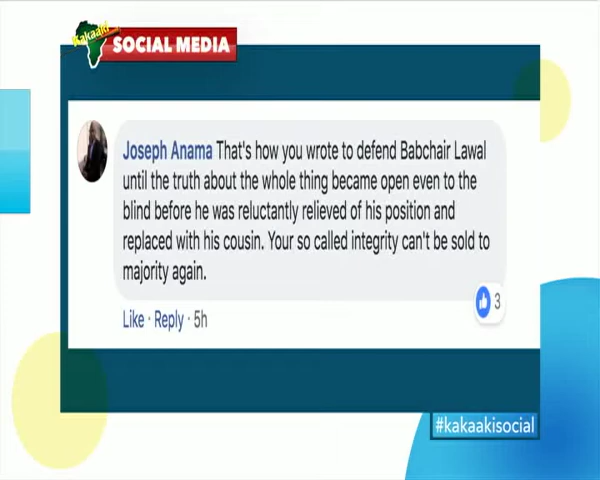 Kakaaki
SOCIAL MEDIA
Joseph Anama That's how you wrote to defend Babchair Lawal
until the truth about the whole thing became open even to the
blind before he was reluctantly relieved of his position and
replaced with his cousin. Your so called integrity can't be sold to
majority again.
3
Like · Reply · 5h
#kakaakisocial